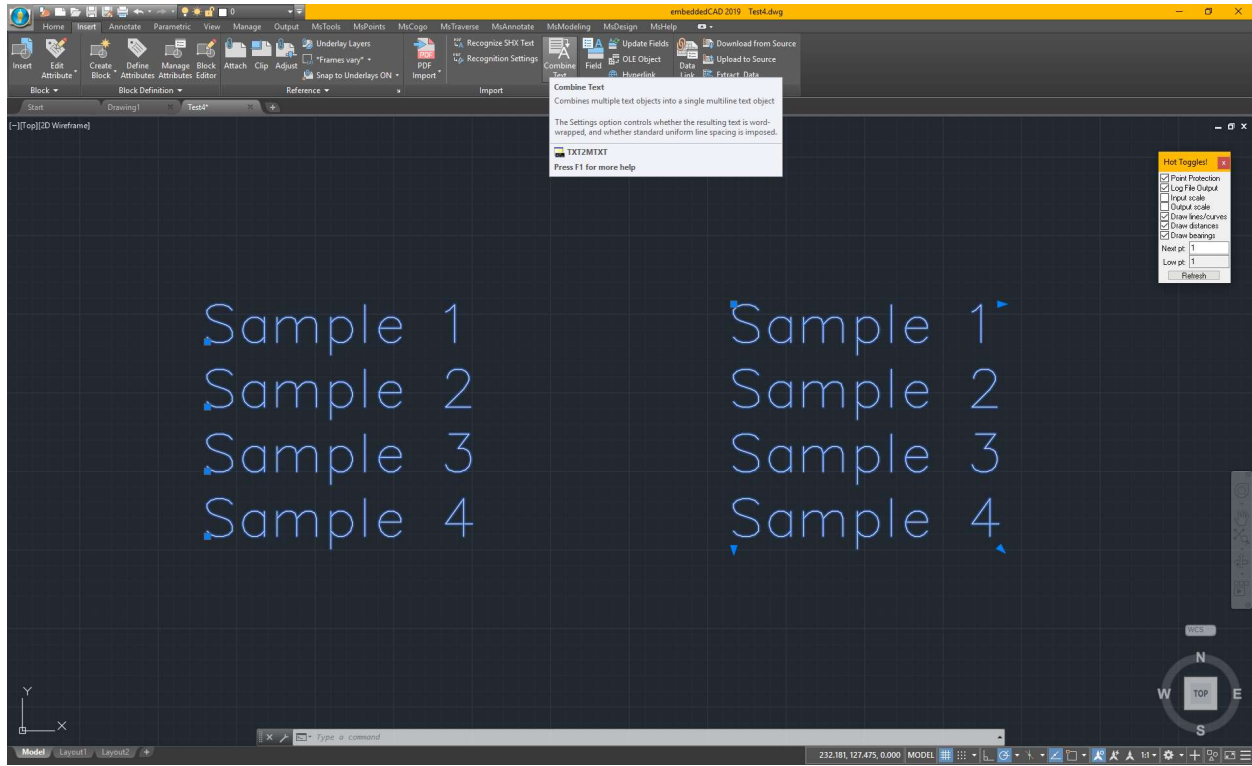 0
embeddedCAD 2019 Test4.dwg
Home Insert Annotate Parametric View Manage Output MsTools MsPoints MsCogo MsTraverse MsAnnotate MsModeling MsDesign MsHelp
Insert
Edit Attribute
Create Block
Define Attributes
Manage Attributes
Block Editor
Attach
Clip
Adjust
Underlay Layers
*Frames vary*
Snap to Underlays ON
PDF Import
Recognize SHX Text
Recognition Settings
Combine Text
Field
Update Fields
OLE Object
Hyperlink
Data Link
Download from Source
Upload to Source
Extract Data
Block
Block Definition
Reference
Import
Start
Drawing1
Test4*
Combine Text
Combines multiple text objects into a single multiline text object
The Settings option controls whether the resulting text is word-
wrapped, and whether standard uniform line spacing is imposed.
TXT2MTXT
Press F1 for more help
[–][Top][2D Wireframe]
Hot Toggles!
Point Protection
Log File Output
Input scale
Output scale
Draw lines/curves
Draw distances
Draw bearings
Next pt: 1
Low pt: 1
Refresh
Sample 1
Sample 2
Sample 3
Sample 4
Sample 1
Sample 2
Sample 3
Sample 4
WCS
N
W TOP E
S
Y
X
Type a command
Model Layout1 Layout2
232.181, 127.475, 0.000 MODEL
1:1